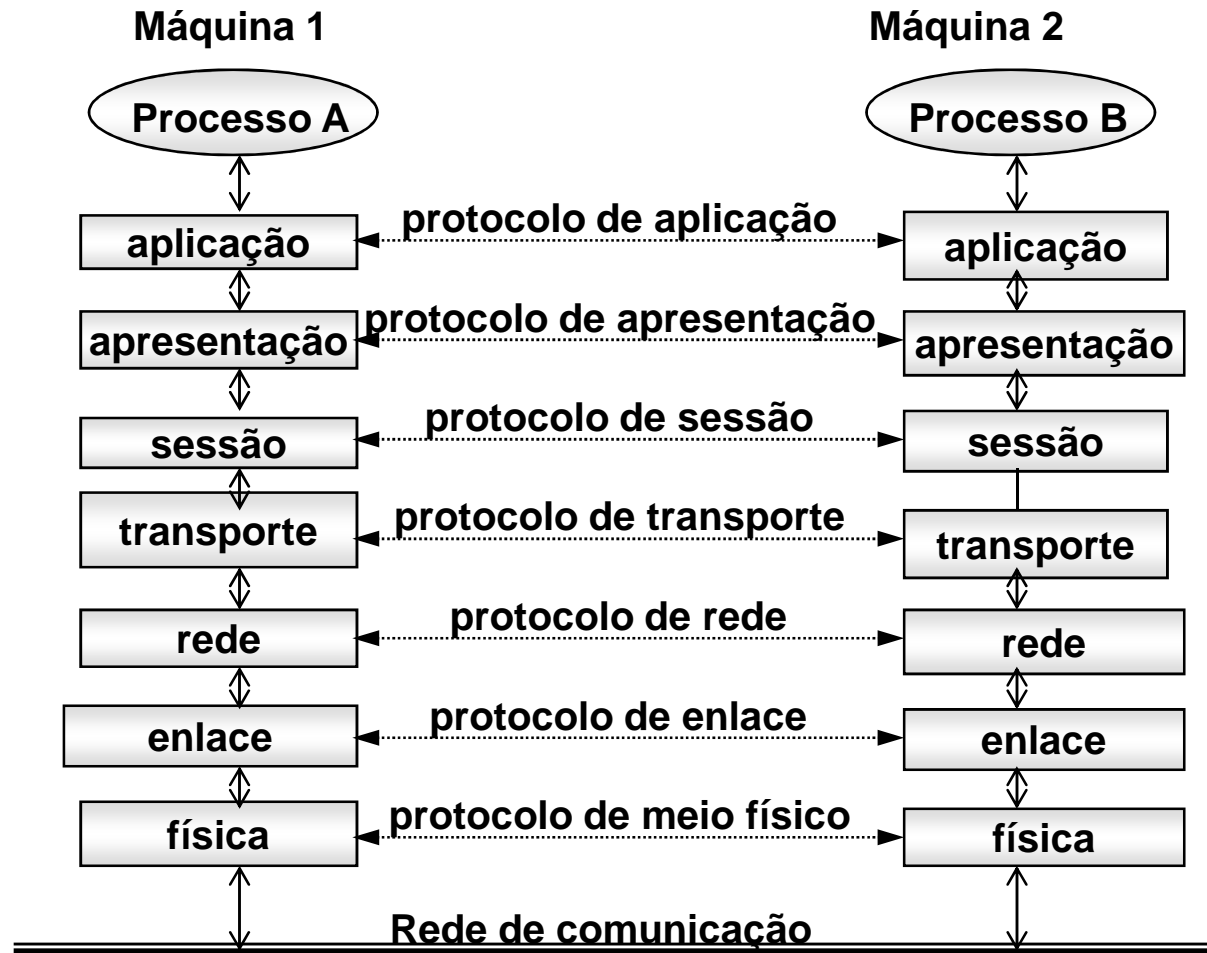 Máquina 1
Máquina 2
Processo A
Processo B
aplicação
protocolo de aplicação
aplicação
apresentação
protocolo de apresentação
apresentação
sessão
protocolo de sessão
sessão
transporte
protocolo de transporte
transporte
rede
protocolo de rede
rede
enlace
protocolo de enlace
enlace
física
protocolo de meio físico
física
Rede de comunicação